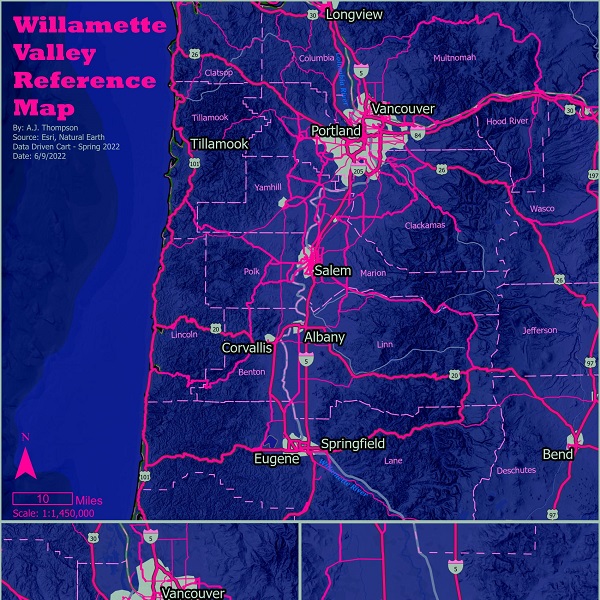 Willamette
Valley
Reference
Map
By: A.J. Thompson
Source: Esri, Natural Earth
Data Driven Cart - Spring 2022
Date: 6/9/2022
30
Longview
26
Columbia
Multnomah
Clatspp
5
Tillamook
Vancouver
30
Portland
84
Hood River
Tillamook
101
205
26
197
Yamhill
Wasco
Clackamas
Polk
Salem
Marion
26
Lincoln
20
Albany
Linn
Jefferson
Corvallis
5
97
Benton
20
Springfield
Eugene
Lane
Bend
Deschutes
101
97
N
10 Miles
Scale: 1:1,450,000
30
5
Vancouver
5